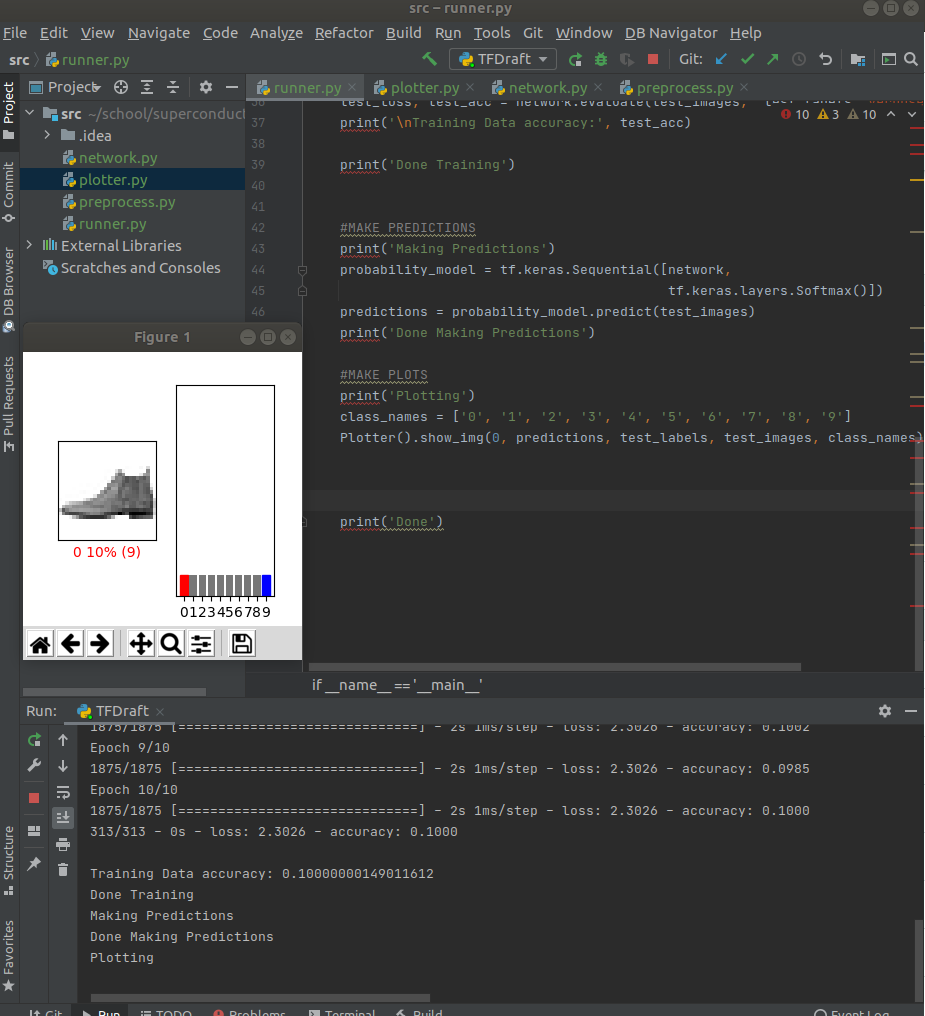 src – runner.py
File Edit View Navigate Code Analyze Refactor Build Run Tools Git Window DB Navigator Help
src runner.py TFDraft Git:
Project runner.py plotter.py network.py preprocess.py
src ~/school/superconduct
.idea
network.py
plotter.py
preprocess.py
runner.py
External Libraries
Scratches and Consoles
Project
Commit
DB Browser
Pull Requests
Structure
Favorites
10 3 10
36 test_loss, test_acc = network.evaluate(test_images,
37 print('\nTraining Data accuracy:', test_acc)
38
39 print('Done Training')
40
41
42 #MAKE PREDICTIONS
43 print('Making Predictions')
44 probability_model = tf.keras.Sequential([network,
45 tf.keras.layers.Softmax()])
46 predictions = probability_model.predict(test_images)
print('Done Making Predictions')
#MAKE PLOTS
print('Plotting')
class_names = ['0', '1', '2', '3', '4', '5', '6', '7', '8', '9']
Plotter().show_img(0, predictions, test_labels, test_images, class_names)
print('Done')
if __name__ == '__main__'
Figure 1
0 10% (9)
0123456789
Run: TFDraft
1875/1875 [==============================] - 2s 1ms/step - loss: 2.3026 - accuracy: 0.1002
Epoch 9/10
1875/1875 [==============================] - 2s 1ms/step - loss: 2.3026 - accuracy: 0.0985
Epoch 10/10
1875/1875 [==============================] - 2s 1ms/step - loss: 2.3026 - accuracy: 0.1000
313/313 - 0s - loss: 2.3026 - accuracy: 0.1000
Training Data accuracy: 0.10000000149011612
Done Training
Making Predictions
Done Making Predictions
Plotting
Git Run TODO Problems Terminal Build Event Log